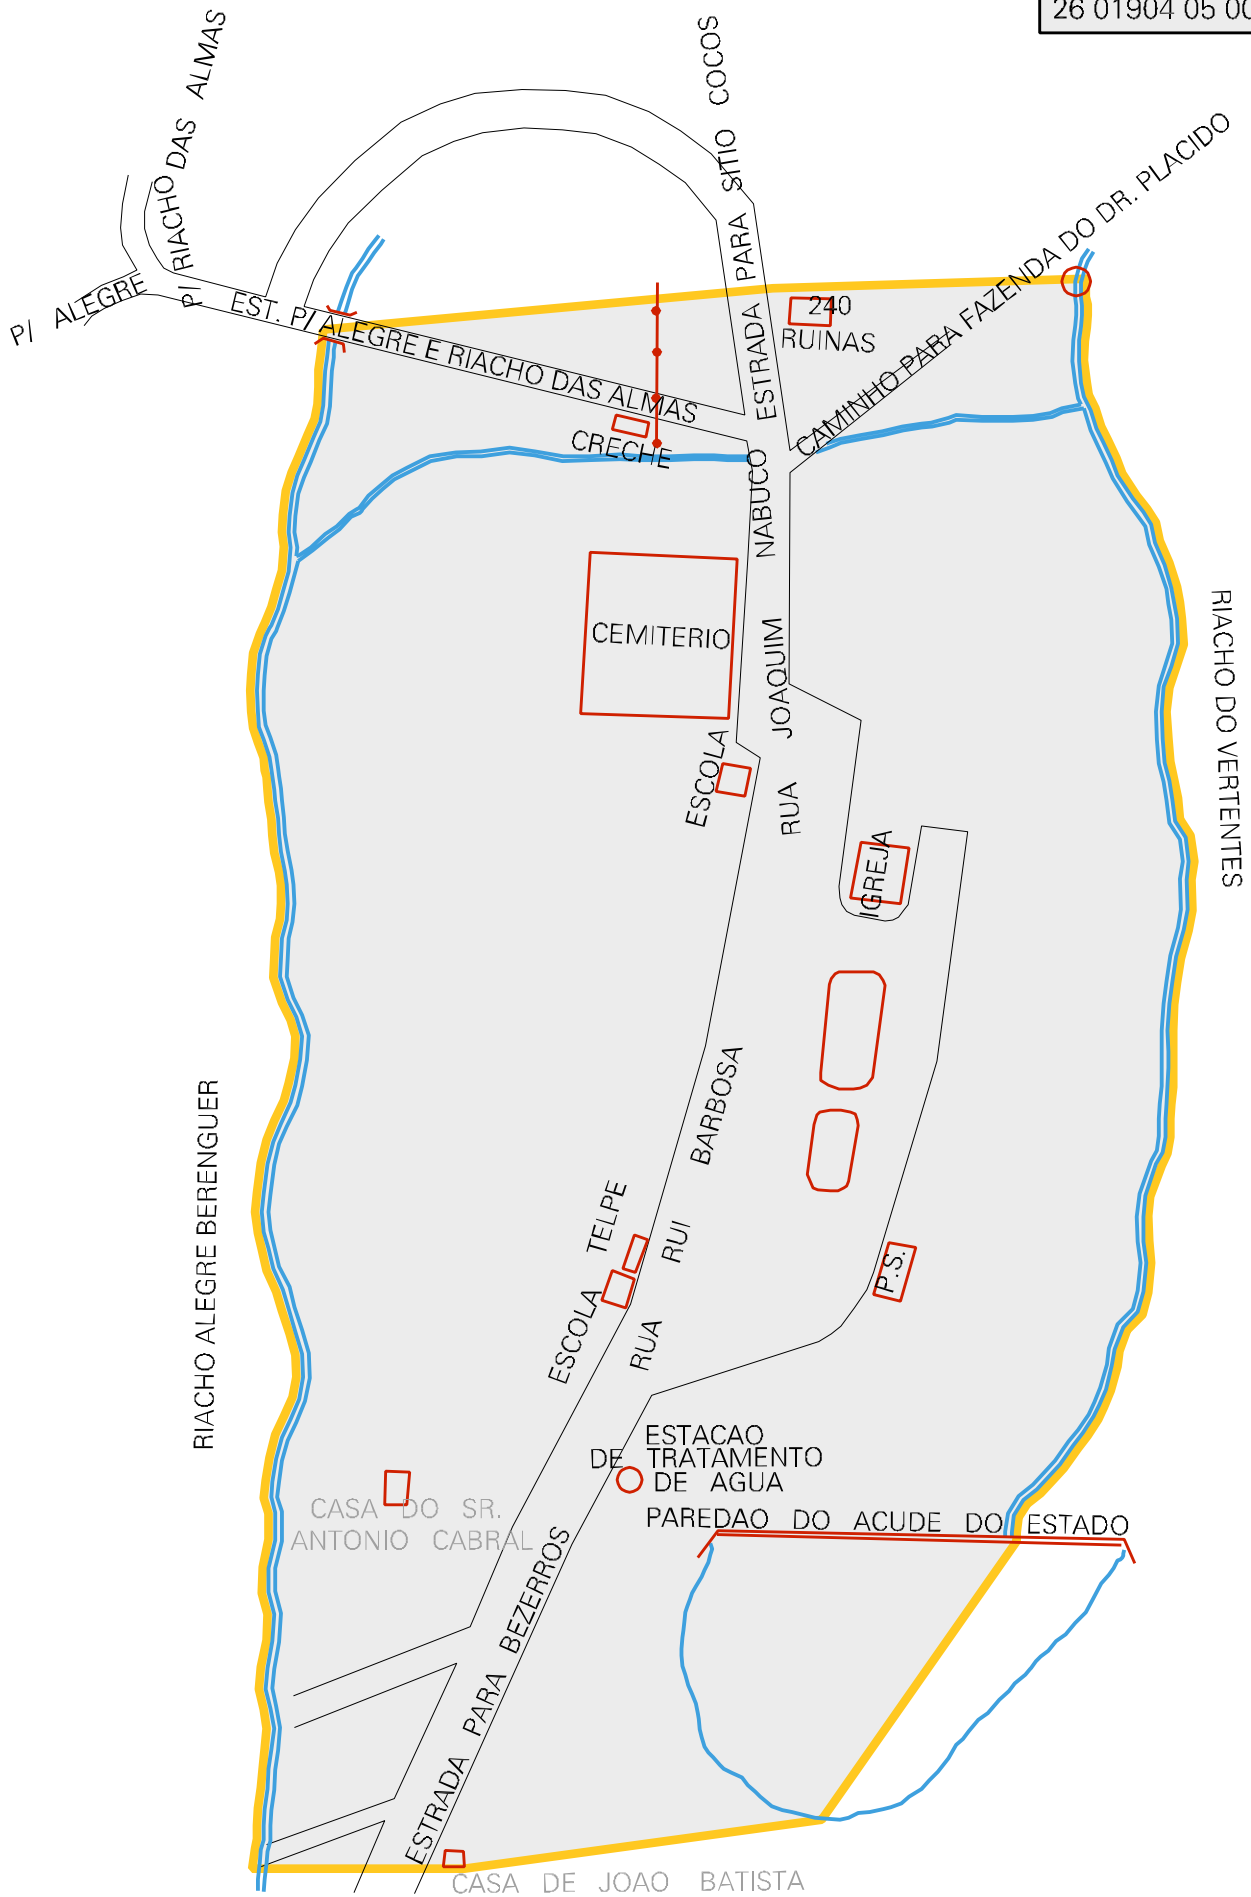 26 01904 05 00
P/ RIACHO DAS ALMAS
P/ ALEGRE
EST. P/ ALEGRE E RIACHO DAS ALMAS
ESTRADA PARA SITIO COCOS
CAMINHO PARA FAZENDA DO DR. PLACIDO
240
RUINAS
CRECHE
CEMITERIO
RUA JOAQUIM NABUCO
ESCOLA
IGREJA
RIACHO DO VERTENTES
RIACHO ALEGRE BERENGUER
RUA RUI BARBOSA
TELPE
ESCOLA
P.S.
ESTACAO
DE TRATAMENTO
DE AGUA
PAREDAO DO ACUDE DO ESTADO
CASA DO SR.
ANTONIO CABRAL
ESTRADA PARA BEZERROS
CASA DE JOAO BATISTA